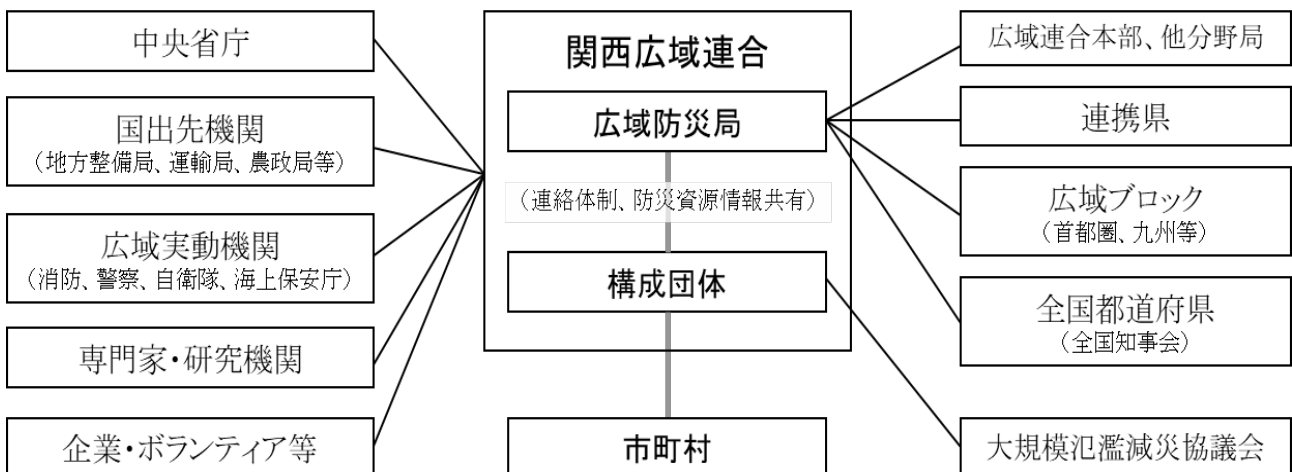 中央省庁
国出先機関
（地方整備局、運輸局、農政局等）
広域実動機関
（消防、警察、自衛隊、海上保安庁）
専門家・研究機関
企業・ボランティア等
関西広域連合
広域防災局
（連絡体制、防災資源情報共有）
構成団体
市町村
広域連合本部、他分野局
連携県
広域ブロック
（首都圏、九州等）
全国都道府県
（全国知事会）
大規模氾濫減災協議会